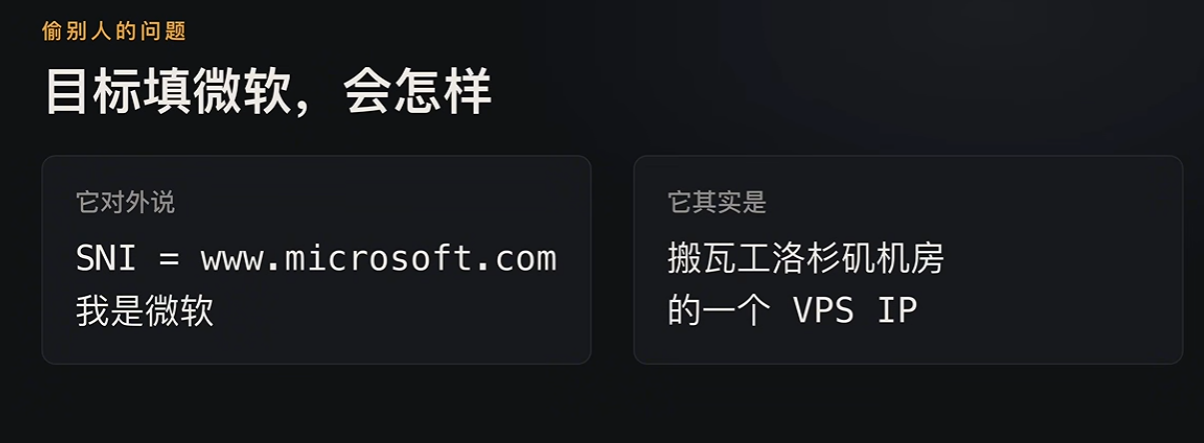 偷别人的问题
目标填微软，会怎样
它对外说
SNI = www.microsoft.com
我是微软
它其实是
搬瓦工洛杉矶机房
的一个 VPS IP